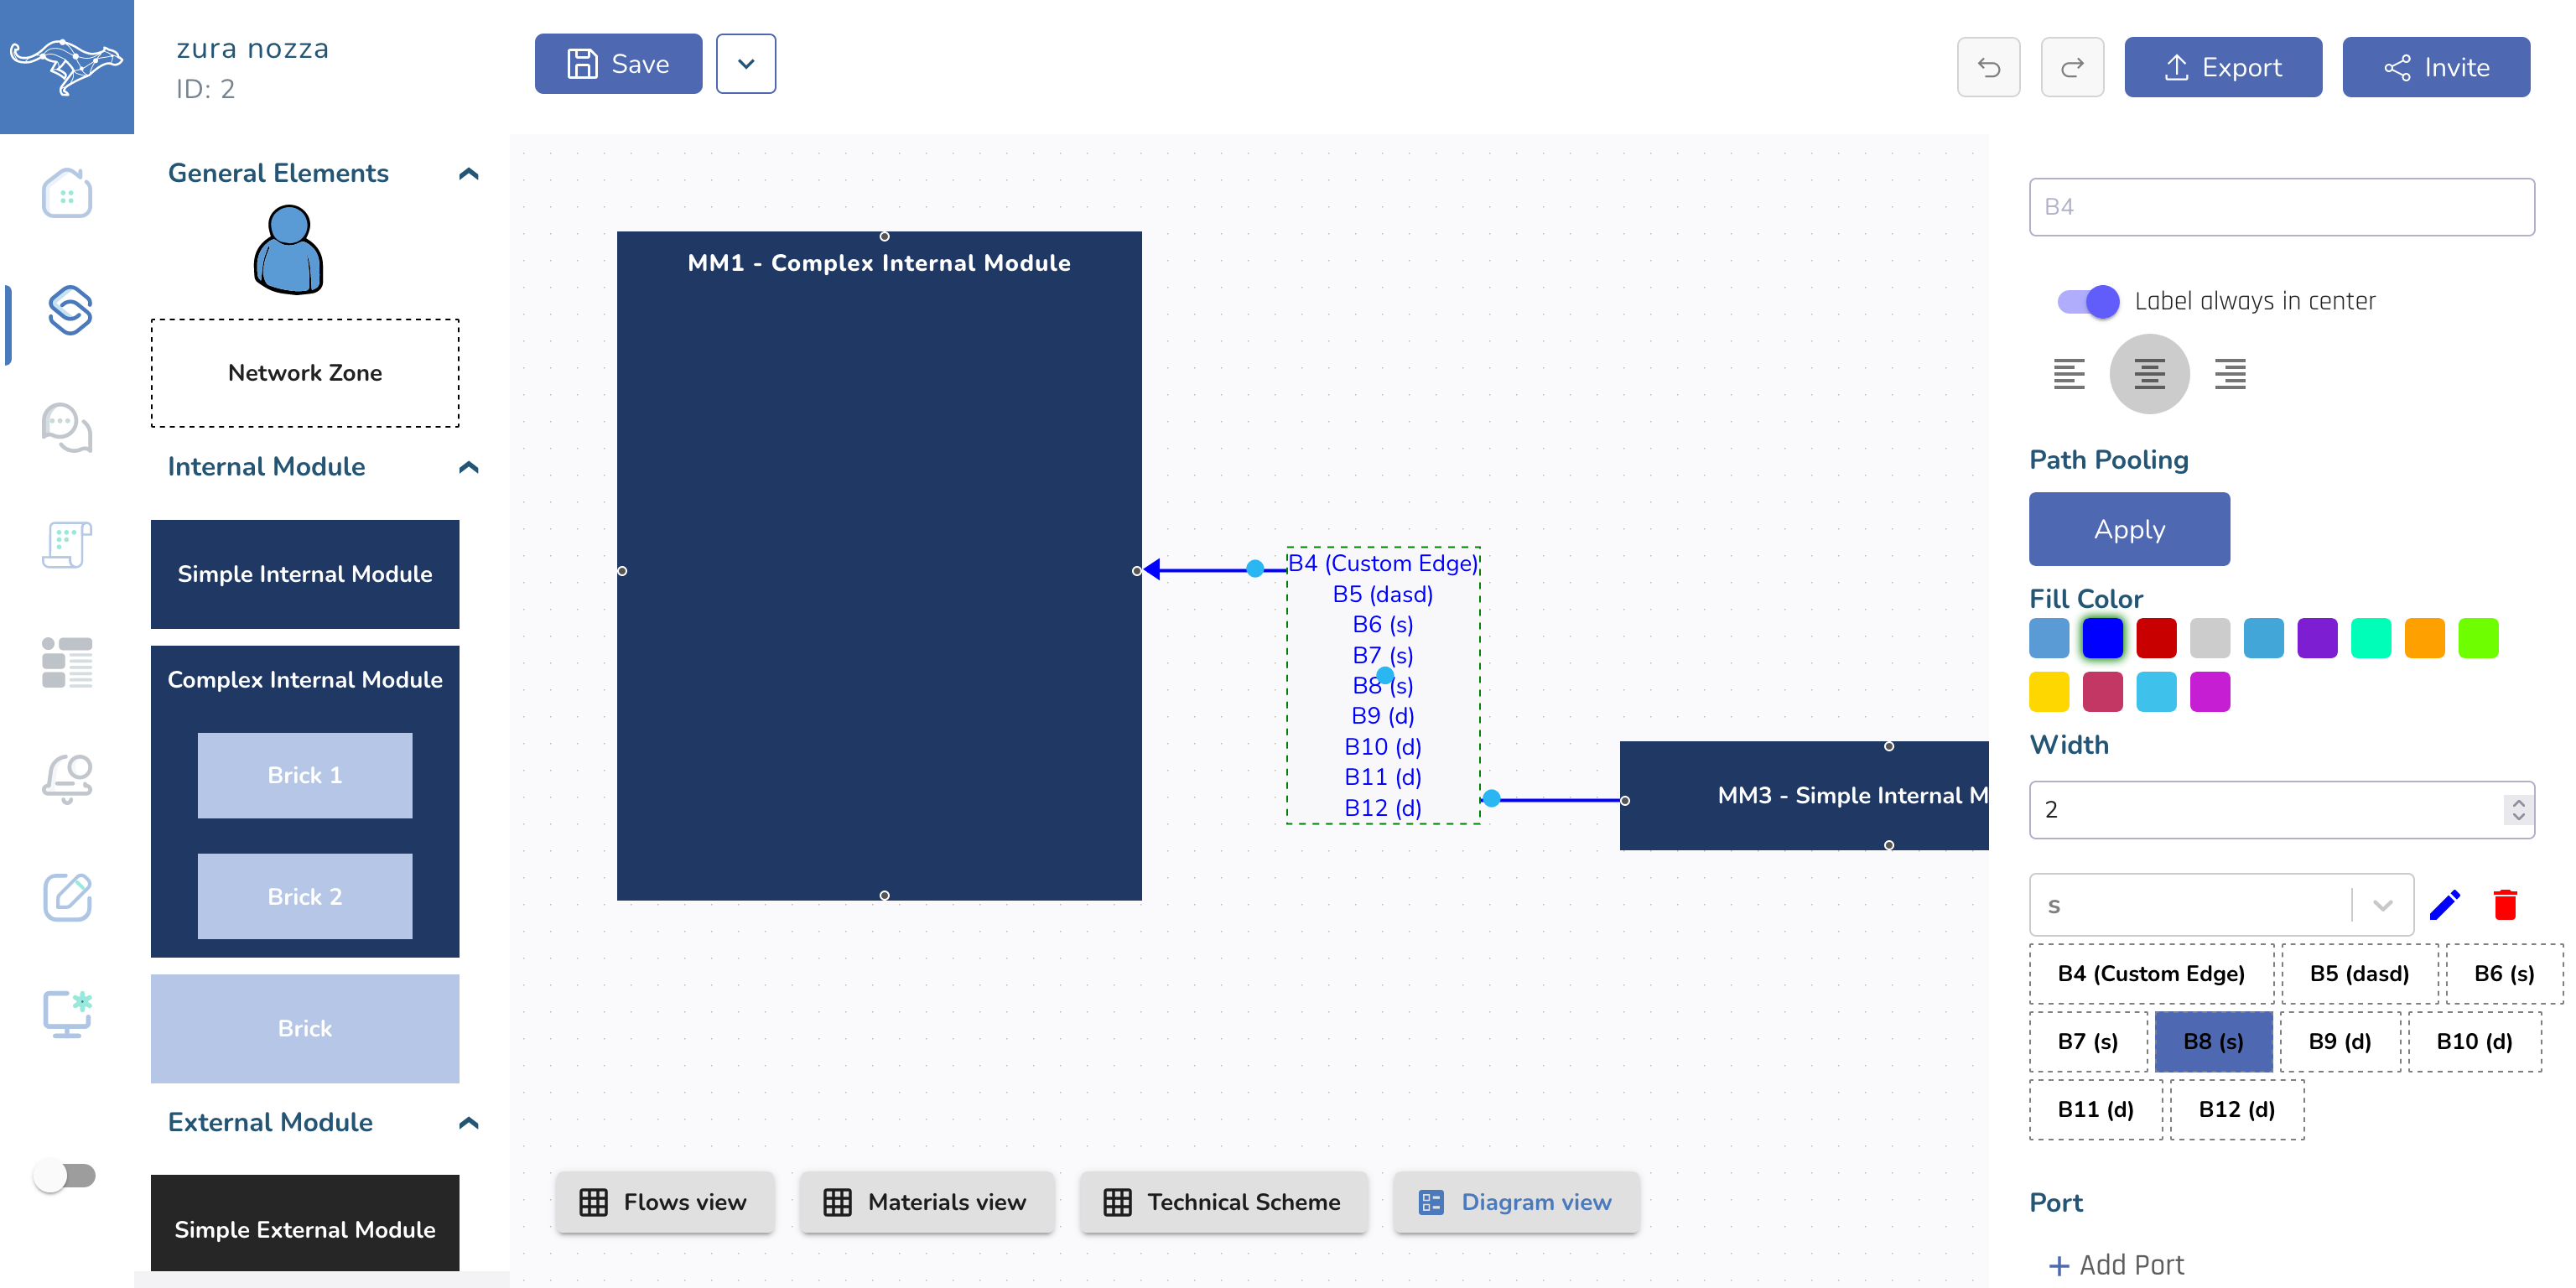 zura nozza
ID: 2
Save
Export
Invite
General Elements
Network Zone
Internal Module
Simple Internal Module
Complex Internal Module
Brick 1
Brick 2
Brick
External Module
Simple External Module
MM1 - Complex Internal Module
B4 (Custom Edge)
B5 (dasd)
B6 (s)
B7 (s)
B8 (s)
B9 (d)
B10 (d)
B11 (d)
B12 (d)
MM3 - Simple Internal M
Flows view
Materials view
Technical Scheme
Diagram view
B4
Label always in center
Path Pooling
Apply
Fill Color
Width
2
s
B4 (Custom Edge) B5 (dasd) B6 (s)
B7 (s) B8 (s) B9 (d) B10 (d)
B11 (d) B12 (d)
Port
+ Add Port